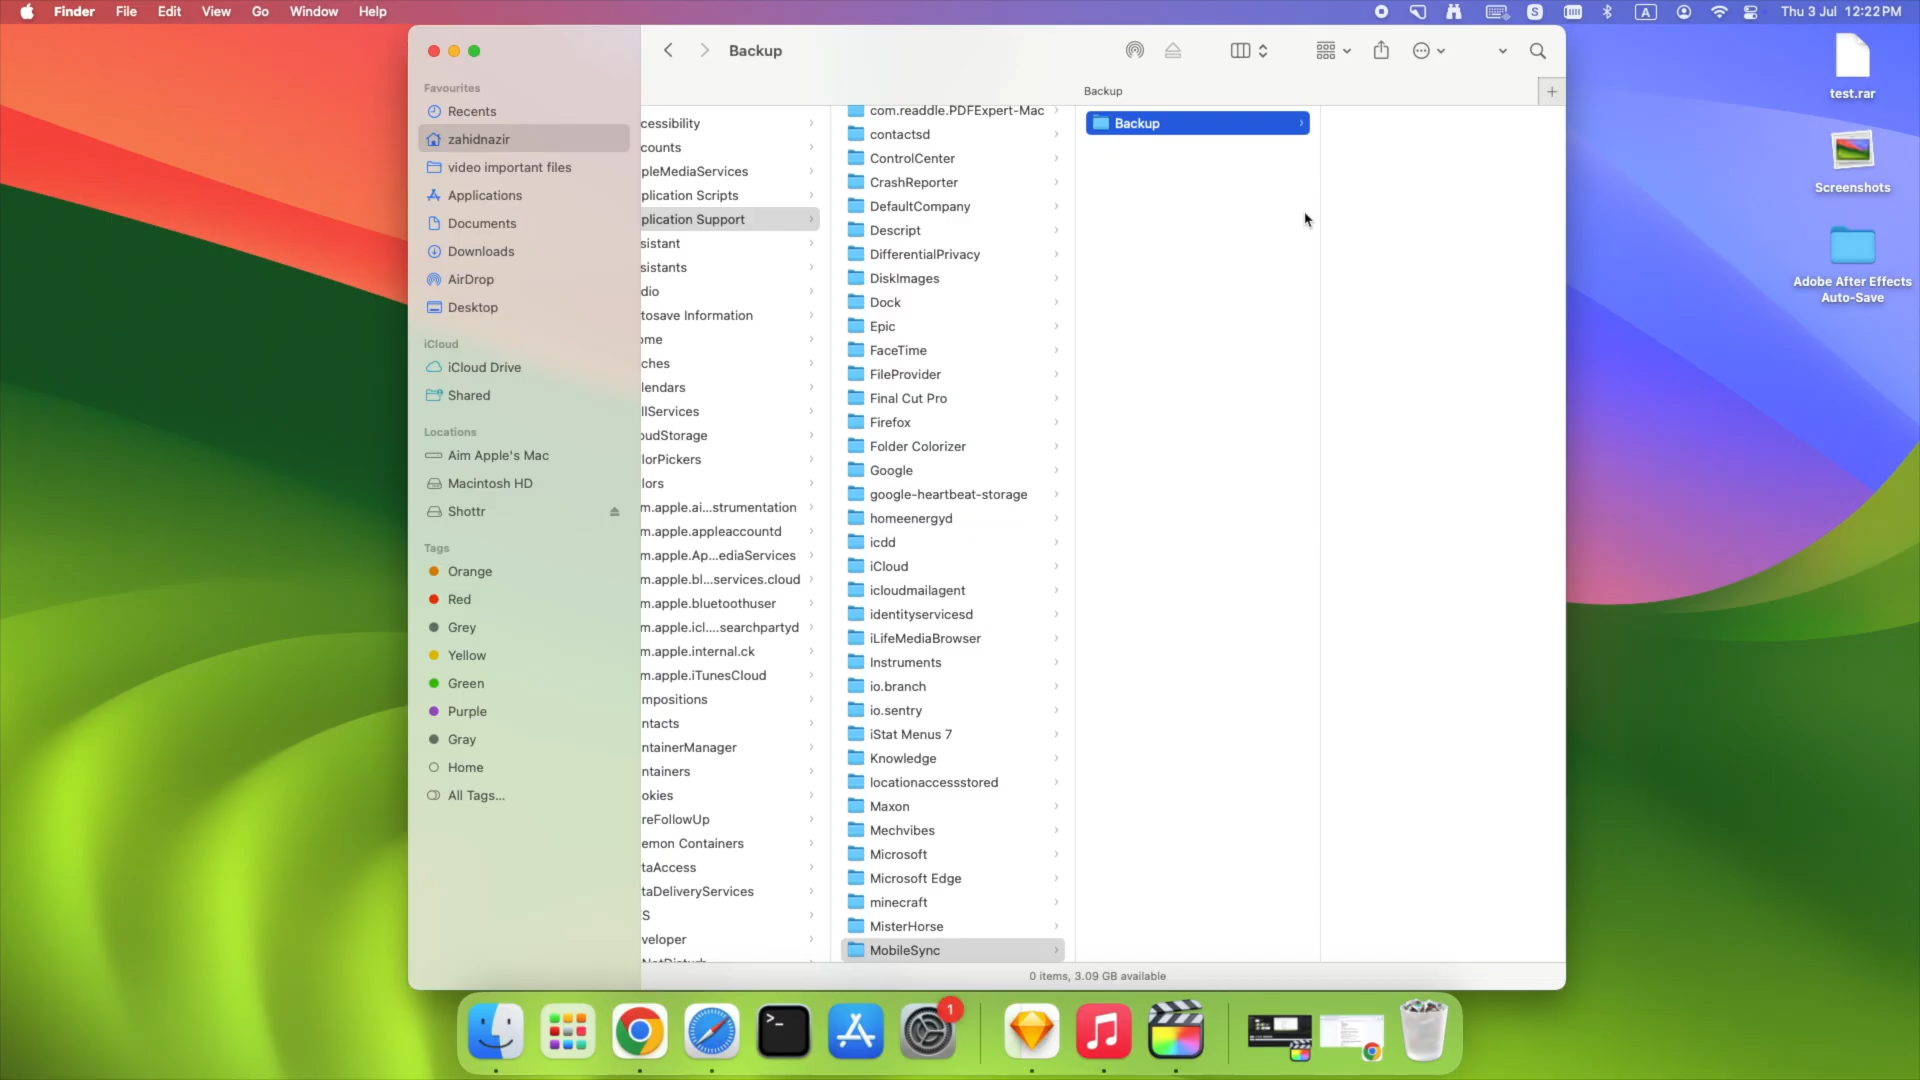 Finder File Edit View Go Window Help
S A Thu 3 Jul 12:22 PM
Backup
Backup
Favourites
Recents
zahidnazir
video important files
Applications
Documents
Downloads
AirDrop
Desktop
iCloud
iCloud Drive
Shared
Locations
Aim Apple's Mac
Macintosh HD
Shottr
Tags
Orange
Red
Grey
Yellow
Green
Purple
Gray
Home
All Tags...
cessibility
counts
pleMediaServices
plication Scripts
plication Support
sistant
sistants
dio
tosave Information
ome
ches
lendars
llServices
oudStorage
lorPickers
lors
m.apple.ai...strumentation
m.apple.appleaccountd
m.apple.Ap...ediaServices
m.apple.bl...services.cloud
m.apple.bluetoothuser
m.apple.icl....searchpartyd
m.apple.internal.ck
m.apple.iTunesCloud
mpositions
ntacts
ntainerManager
ntainers
okies
reFollowUp
emon Containers
taAccess
taDeliveryServices
S
veloper
com.readdle.PDFExpert-Mac
contactsd
ControlCenter
CrashReporter
DefaultCompany
Descript
DifferentialPrivacy
DiskImages
Dock
Epic
FaceTime
FileProvider
Final Cut Pro
Firefox
Folder Colorizer
Google
google-heartbeat-storage
homeenergyd
icdd
iCloud
icloudmailagent
identityservicesd
iLifeMediaBrowser
Instruments
io.branch
io.sentry
iStat Menus 7
Knowledge
locationaccessstored
Maxon
Mechvibes
Microsoft
Microsoft Edge
minecraft
MisterHorse
MobileSync
Backup
0 items, 3.09 GB available
test.rar
Screenshots
Adobe After Effects
Auto-Save
1